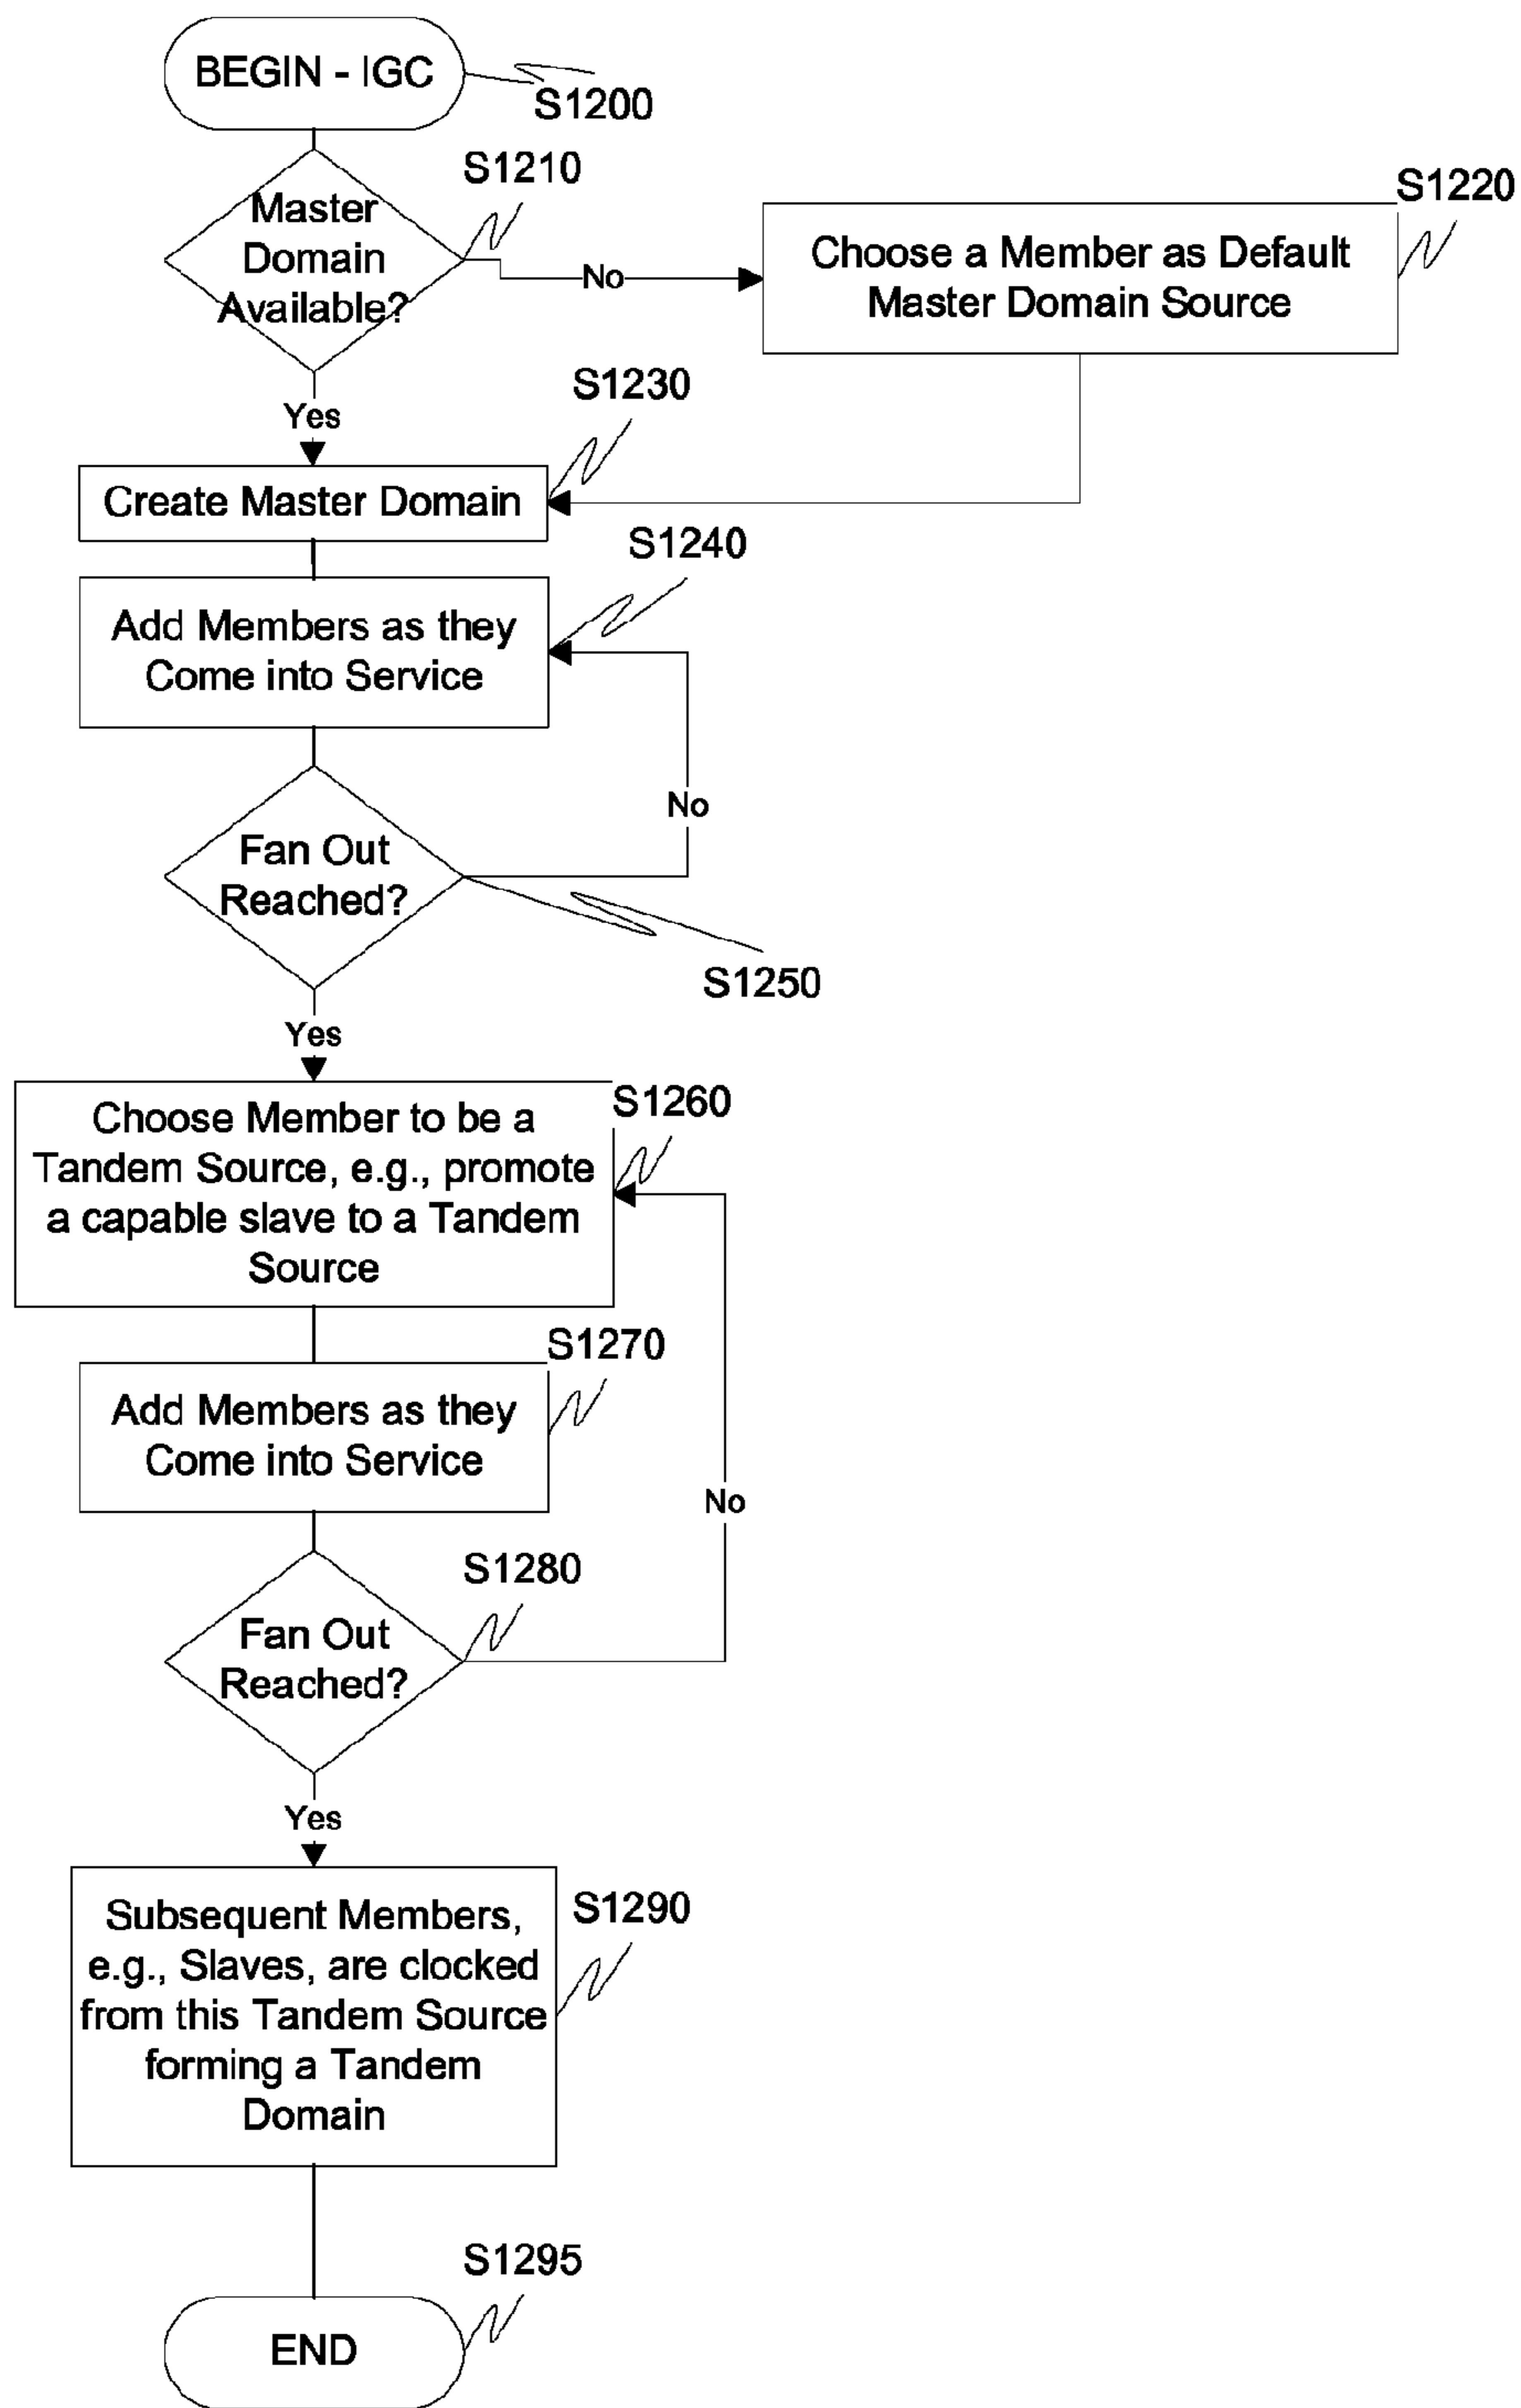 BEGIN - IGC
S1200
S1210
Master
Domain
Available?
No
S1220
Choose a Member as Default
Master Domain Source
Yes
S1230
Create Master Domain
S1240
Add Members as they
Come into Service
No
Fan Out
Reached?
S1250
Yes
S1260
Choose Member to be a
Tandem Source, e.g., promote
a capable slave to a Tandem
Source
S1270
Add Members as they
Come into Service
No
S1280
Fan Out
Reached?
Yes
S1290
Subsequent Members,
e.g., Slaves, are clocked
from this Tandem Source
forming a Tandem
Domain
S1295
END